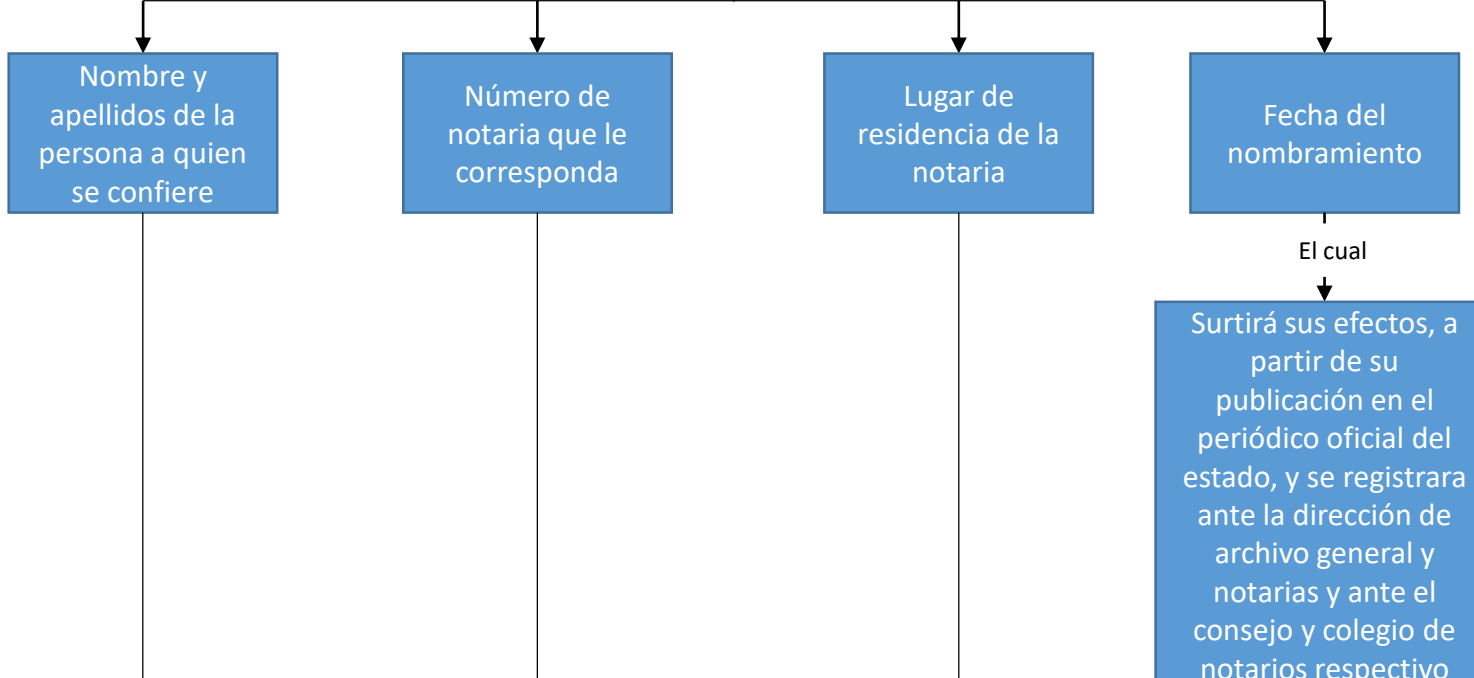 Nombre y
apellidos de la
persona a quien
se confiere
Número de
notaria que le
corresponda
Lugar de
residencia de la
notaria
Fecha del
nombramiento
El cual
Surtirá sus efectos, a
partir de su
publicación en el
periódico oficial del
estado, y se registrara
ante la dirección de
archivo general y
notarias y ante el
consejo y colegio de
notarios respectivo